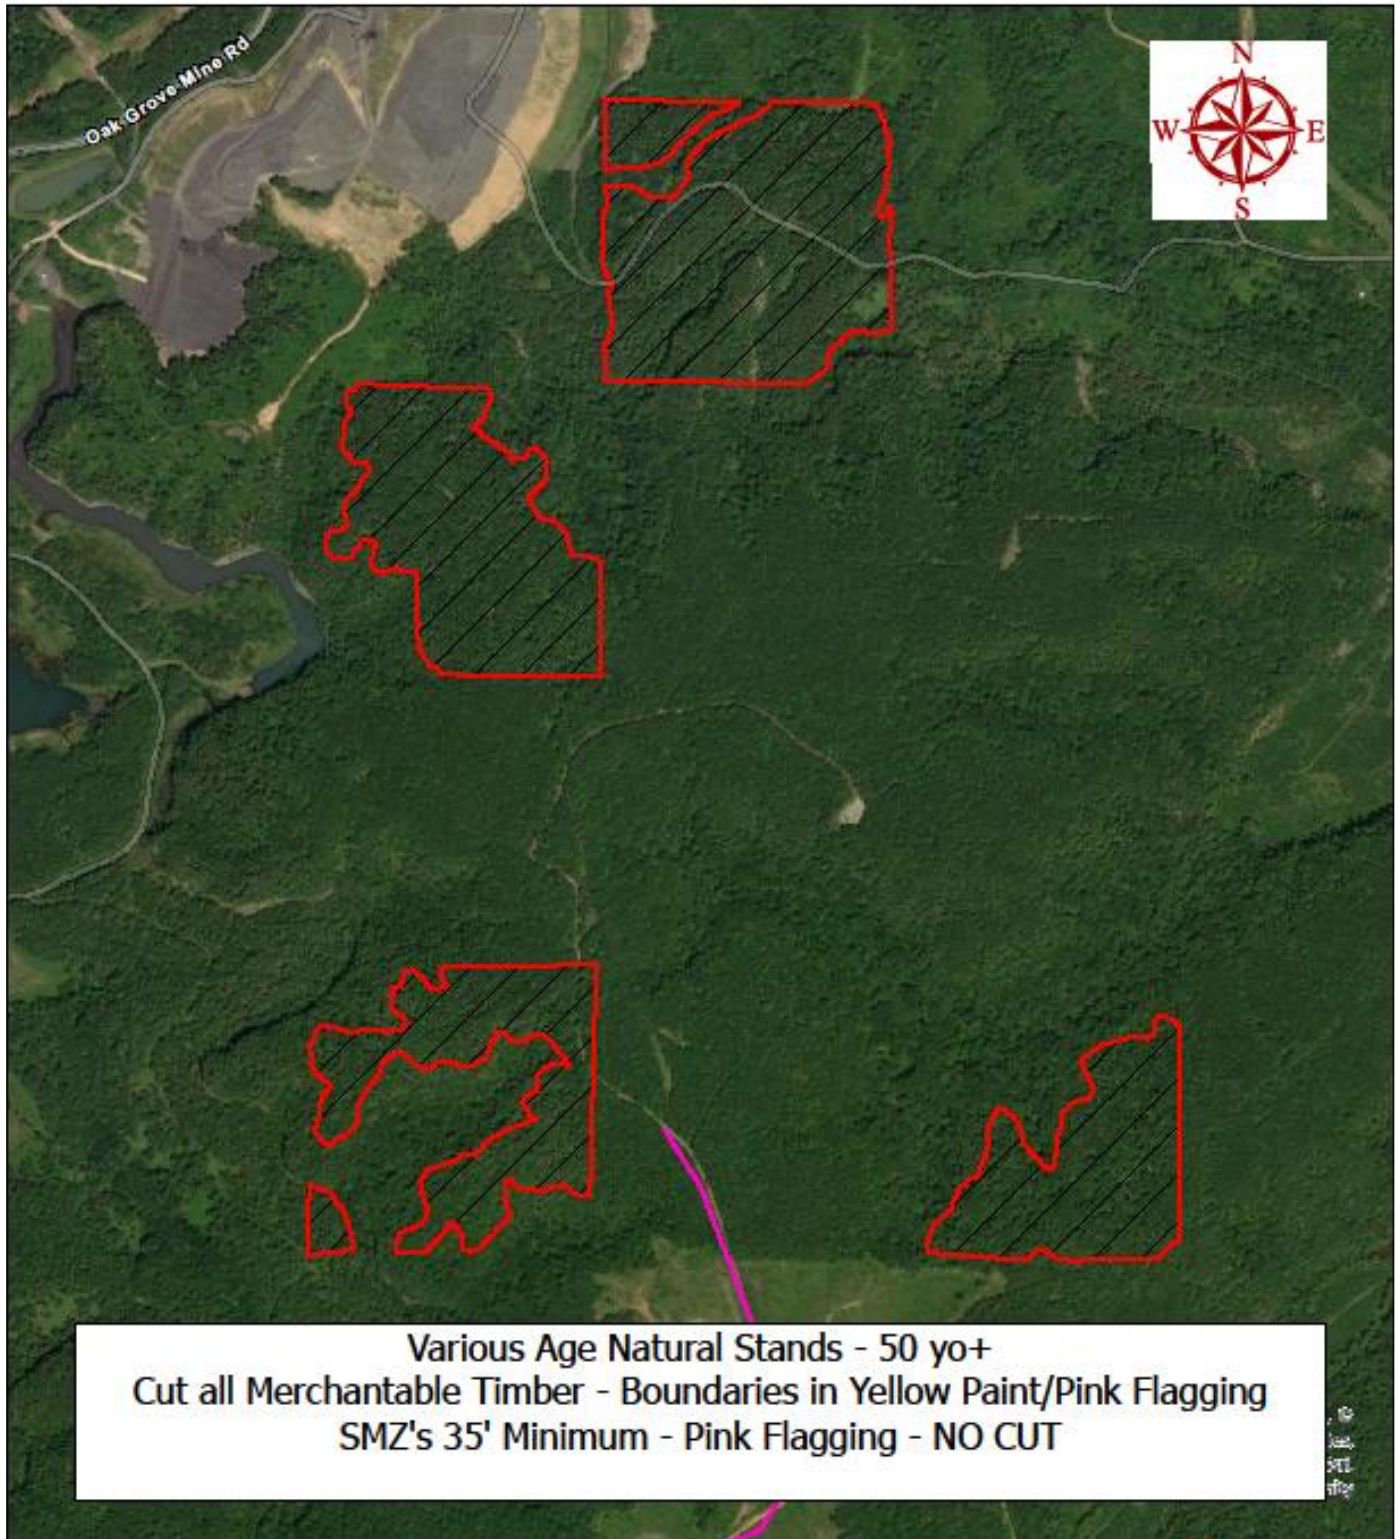 Oak Grove Mine Rd
N
W E
S
Various Age Natural Stands - 50 yo+
Cut all Merchantable Timber - Boundaries in Yellow Paint/Pink Flagging
SMZ's 35' Minimum - Pink Flagging - NO CUT